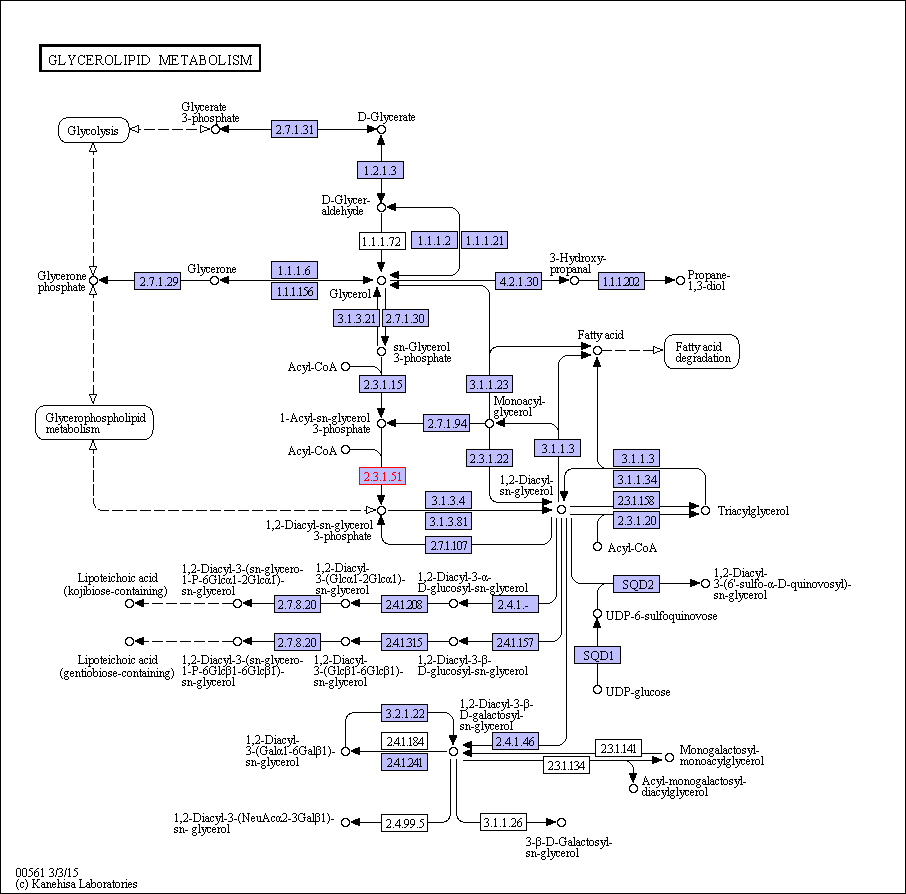 GLYCEROLIPID METABOLISM
Glycolysis
Glycerate
3-phosphate
2.7.1.31
D-Glycerate
1.2.1.3
D-Glycer-
aldehyde
1.1.1.72
1.1.1.2
1.1.1.21
Glycerone
phosphate
2.7.1.29
Glycerone
1.1.1.6
1.1.1.156
Glycerol
4.2.1.30
3-Hydroxy-
propanal
1.1.1.202
Propane-
1,3-diol
3.1.3.21
2.7.1.30
sn-Glycerol
3-phosphate
Fatty acid
Fatty acid
degradation
Acyl-CoA
2.3.1.15
3.1.1.23
Glycerophospholipid
metabolism
1-Acyl-sn-glycerol
3-phosphate
2.7.1.94
Monoacyl-
glycerol
Acyl-CoA
3.1.1.3
2.3.1.22
2.3.1.51
1,2-Diacyl-
sn-glycerol
3.1.1.3
3.1.1.34
2.3.1.158
2.3.1.20
Triacylglycerol
3.1.3.4
3.1.3.81
2.7.1.107
1,2-Diacyl-sn-glycerol
3-phosphate
Acyl-CoA
Lipoteichoic acid
(kojibiose-containing)
1,2-Diacyl-3-(sn-glycero-
1-P-6Glcα1-2Glcα1)-
sn-glycerol
2.7.8.20
1,2-Diacyl-
3-(Glcα1-2Glcα1)-
sn-glycerol
2.4.1.208
1,2-Diacyl-3-α-
D-glucosyl-sn-glycerol
2.4.1.-
SQD2
1,2-Diacyl-
3-(6'-sulfo-α-D-quinovosyl)-
sn-glycerol
UDP-6-sulfoquinovose
SQD1
UDP-glucose
2.7.8.20
2.4.1.315
2.4.1.157
Lipoteichoic acid
(gentiobiose-containing)
1,2-Diacyl-3-(sn-glycero-
1-P-6Glcβ1-6Glcβ1)-
sn-glycerol
1,2-Diacyl-
3-(Glcβ1-6Glcβ1)-
sn-glycerol
1,2-Diacyl-3-β-
D-glucosyl-sn-glycerol
3.2.1.22
1,2-Diacyl-3-β-
D-galactosyl-
sn-glycerol
2.4.1.46
1,2-Diacyl-
3-(Galα1-6Galβ1)-
sn-glycerol
2.4.1.184
2.4.1.241
2.3.1.141
2.3.1.134
Monogalactosyl-
monoacylglycerol
Acyl-monogalactosyl-
diacylglycerol
1,2-Diacyl-3-(NeuAcα2-3Galβ1)-
sn-glycerol
2.4.99.5
3.1.1.26
3-β-D-Galactosyl-
sn-glycerol
00561 3/3/15
(c) Kanehisa Laboratories